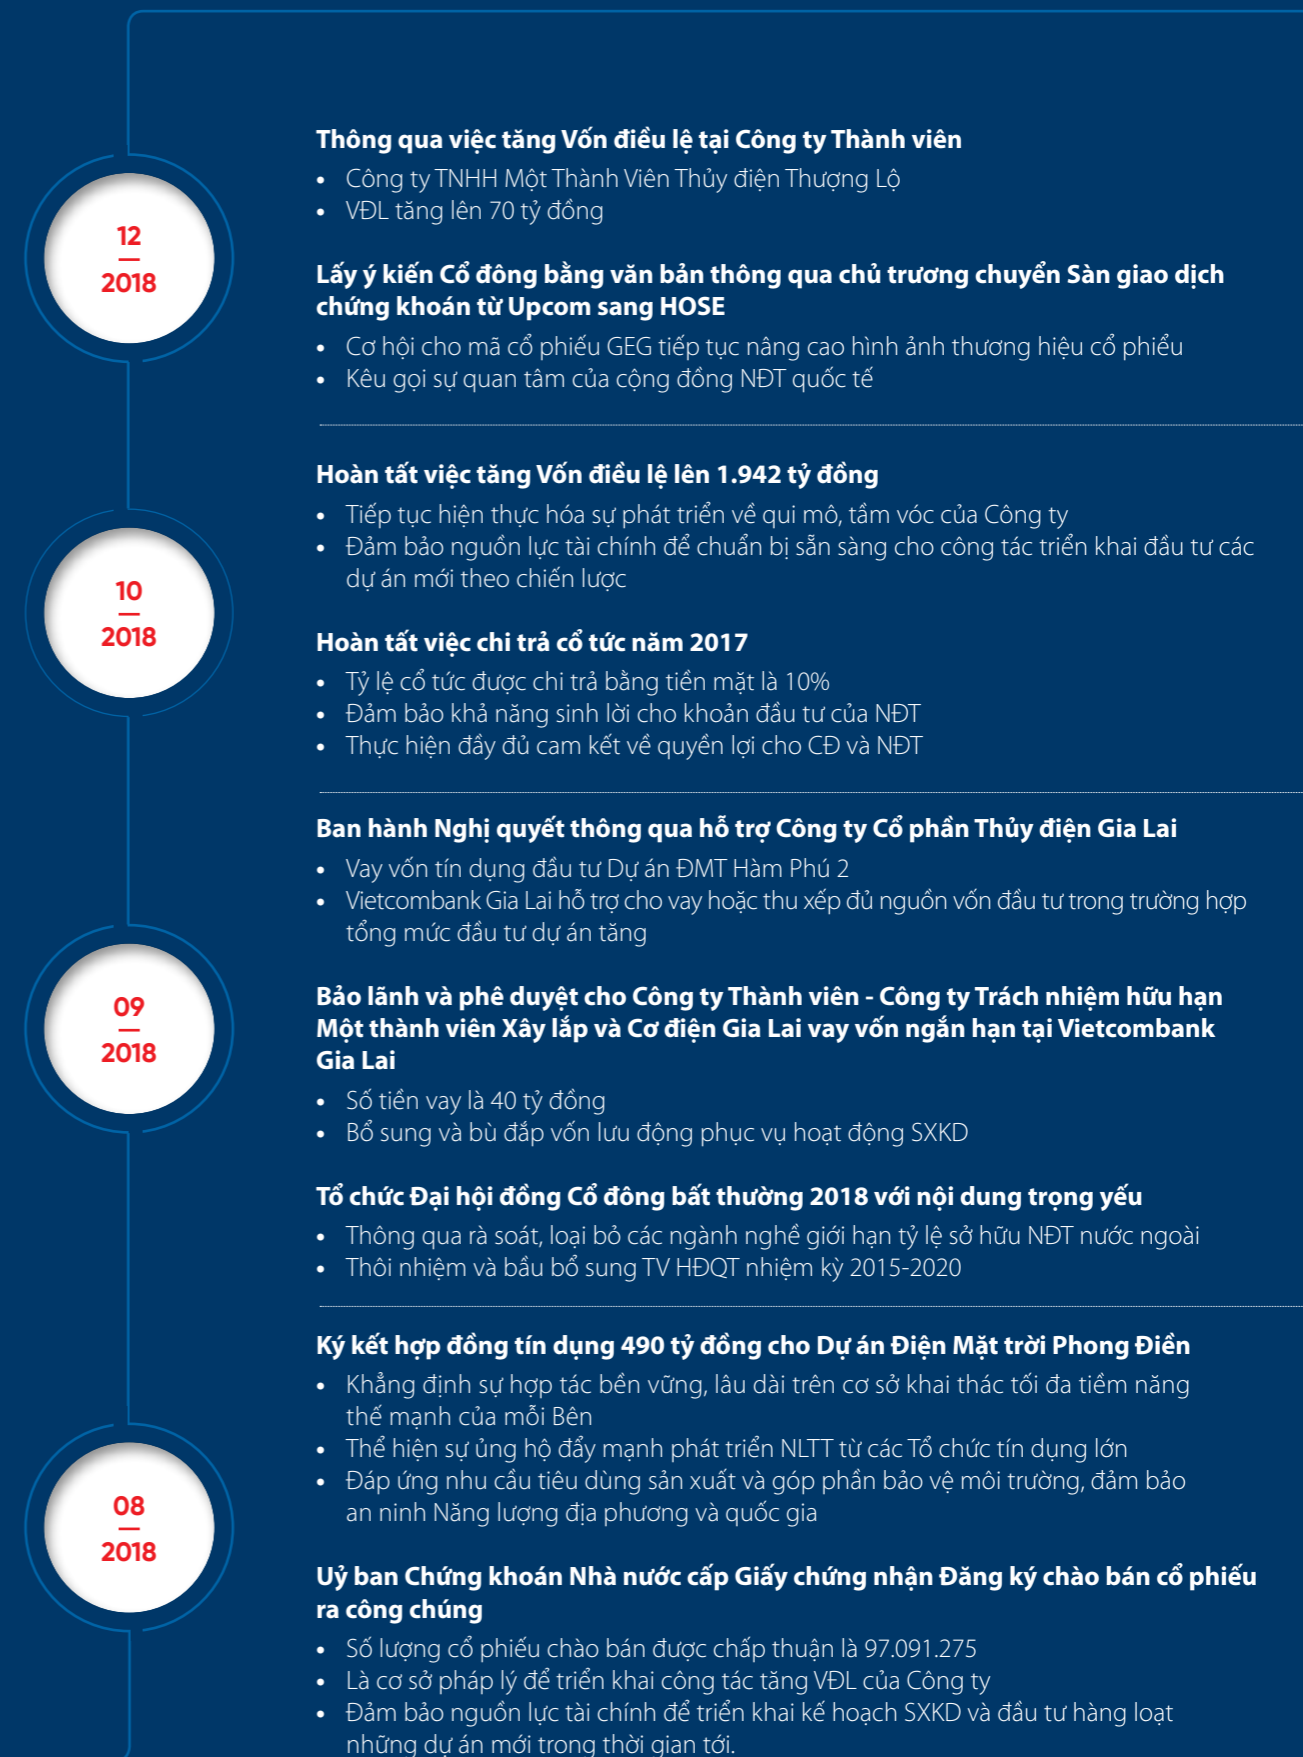 12
2018
Thông qua việc tăng Vốn điều lệ tại Công ty Thành viên
• Công ty TNHH Một Thành Viên Thủy điện Thượng Lộ
• VĐL tăng lên 70 tỷ đồng
Lấy ý kiến Cổ đông bằng văn bản thông qua chủ trương chuyển Sàn giao dịch
chứng khoán từ Upcom sang HOSE
• Cơ hội cho mã cổ phiếu GEG tiếp tục nâng cao hình ảnh thương hiệu cổ phiểu
• Kêu gọi sự quan tâm của cộng đồng NĐT quốc tế
10
2018
Hoàn tất việc tăng Vốn điều lệ lên 1.942 tỷ đồng
• Tiếp tục hiện thực hóa sự phát triển về qui mô, tầm vóc của Công ty
• Đảm bảo nguồn lực tài chính để chuẩn bị sẵn sàng cho công tác triển khai đầu tư các
dự án mới theo chiến lược
Hoàn tất việc chi trả cổ tức năm 2017
• Tỷ lệ cổ tức được chi trả bằng tiền mặt là 10%
• Đảm bảo khả năng sinh lời cho khoản đầu tư của NĐT
• Thực hiện đầy đủ cam kết về quyền lợi cho CĐ và NĐT
09
2018
Ban hành Nghị quyết thông qua hỗ trợ Công ty Cổ phần Thủy điện Gia Lai
• Vay vốn tín dụng đầu tư Dự án ĐMT Hàm Phú 2
• Vietcombank Gia Lai hỗ trợ cho vay hoặc thu xếp đủ nguồn vốn đầu tư trong trường hợp
tổng mức đầu tư dự án tăng
Bảo lãnh và phê duyệt cho Công ty Thành viên - Công ty Trách nhiệm hữu hạn
Một thành viên Xây lắp và Cơ điện Gia Lai vay vốn ngắn hạn tại Vietcombank
Gia Lai
• Số tiền vay là 40 tỷ đồng
• Bổ sung và bù đắp vốn lưu động phục vụ hoạt động SXKD
Tổ chức Đại hội đồng Cổ đông bất thường 2018 với nội dung trọng yếu
• Thông qua rà soát, loại bỏ các ngành nghề giới hạn tỷ lệ sở hữu NĐT nước ngoài
• Thôi nhiệm và bầu bổ sung TV HĐQT nhiệm kỳ 2015-2020
08
2018
Ký kết hợp đồng tín dụng 490 tỷ đồng cho Dự án Điện Mặt trời Phong Điền
• Khẳng định sự hợp tác bền vững, lâu dài trên cơ sở khai thác tối đa tiềm năng
thế mạnh của mỗi Bên
• Thể hiện sự ủng hộ đẩy mạnh phát triển NLTT từ các Tổ chức tín dụng lớn
• Đáp ứng nhu cầu tiêu dùng sản xuất và góp phần bảo vệ môi trường, đảm bảo
an ninh Năng lượng địa phương và quốc gia
Uỷ ban Chứng khoán Nhà nước cấp Giấy chứng nhận Đăng ký chào bán cổ phiếu
ra công chúng
• Số lượng cổ phiếu chào bán được chấp thuận là 97.091.275
• Là cơ sở pháp lý để triển khai công tác tăng VĐL của Công ty
• Đảm bảo nguồn lực tài chính để triển khai kế hoạch SXKD và đầu tư hàng loạt
những dự án mới trong thời gian tới.